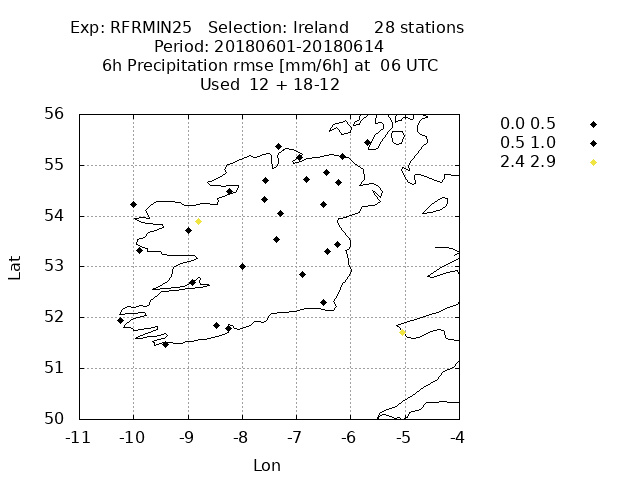 Exp: RFRMIN25 Selection: Ireland 28 stations
Period: 20180601-20180614
6h Precipitation rmse [mm/6h] at 06 UTC
Used 12 + 18-12
0.0 0.5
0.5 1.0
2.4 2.9
56
55
54
53
52
51
50
Lat
-11 -10 -9 -8 -7 -6 -5 -4
Lon